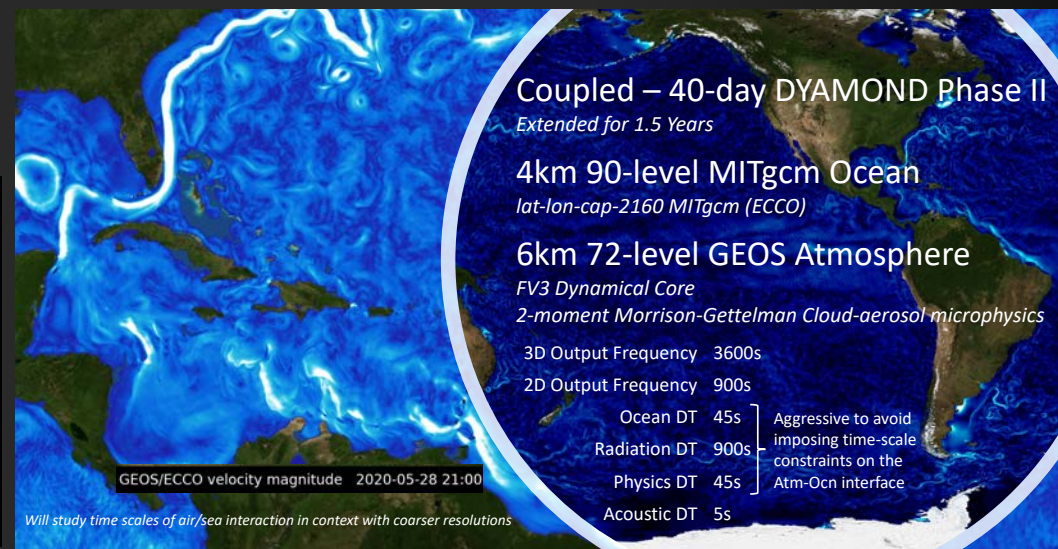 Coupled – 40-day DYAMOND Phase II
Extended for 1.5 Years
4km 90-level MITgcm Ocean
lat-lon-cap-2160 MITgcm (ECCO)
6km 72-level GEOS Atmosphere
FV3 Dynamical Core
2-moment Morrison-Gettelman Cloud-aerosol microphysics
3D Output Frequency 3600s
2D Output Frequency 900s
Ocean DT 45s
Radiation DT 900s
Physics DT 45s
Acoustic DT 5s
Aggressive to avoid
imposing time-scale
constraints on the
Atm-Ocn interface
GEOS/ECCO velocity magnitude 2020-05-28 21:00
Will study time scales of air/sea interaction in context with coarser resolutions